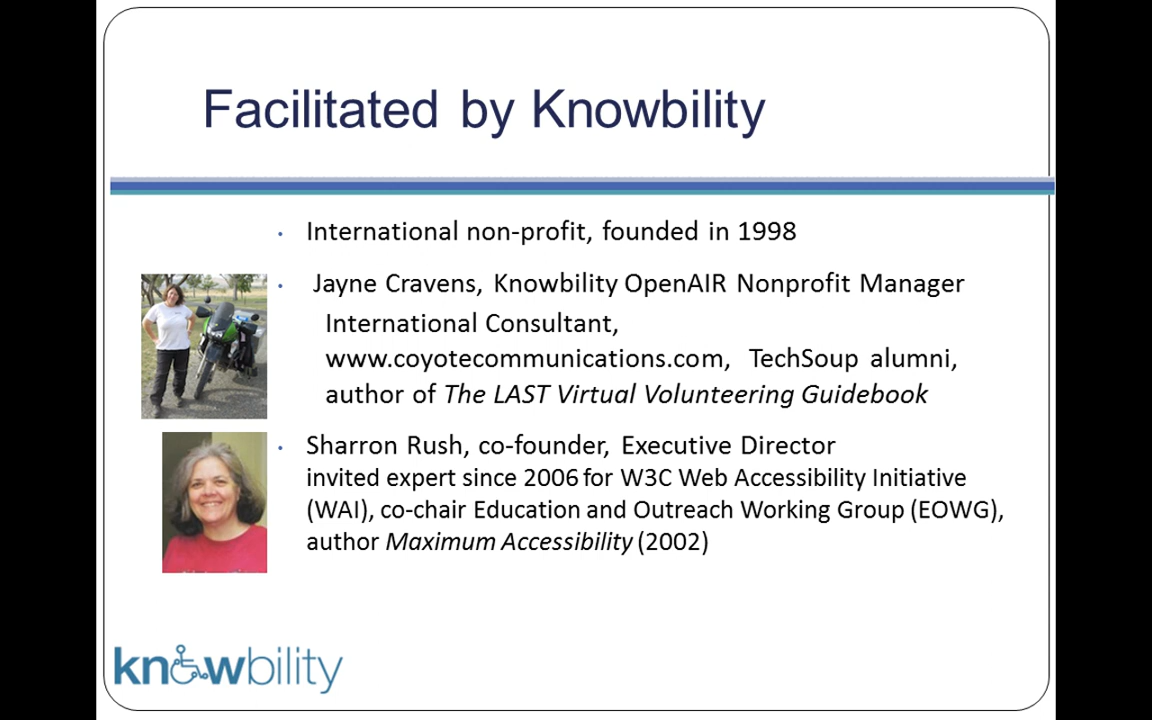 Facilitated by Knowbility
• International non-profit, founded in 1998
• Jayne Cravens, Knowbility OpenAIR Nonprofit Manager
International Consultant,
www.coyotecommunications.com, TechSoup alumni,
author of The LAST Virtual Volunteering Guidebook
• Sharron Rush, co-founder, Executive Director
invited expert since 2006 for W3C Web Accessibility Initiative
(WAI), co-chair Education and Outreach Working Group (EOWG),
author Maximum Accessibility (2002)
knowbility